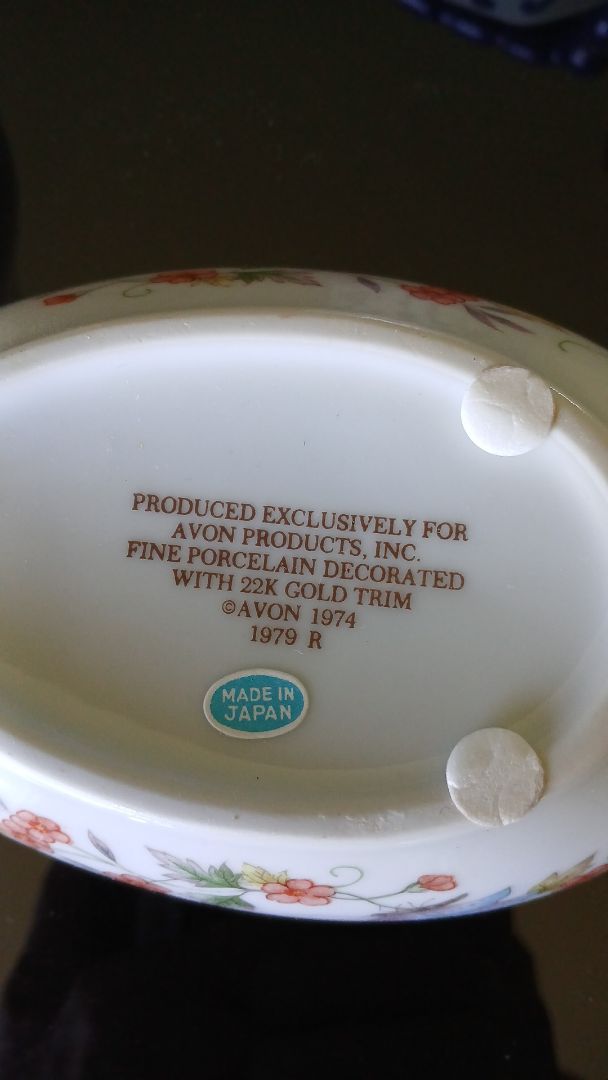 PRODUCED EXCLUSIVELY FOR
AVON PRODUCTS, INC.
FINE PORCELAIN DECORATED
WITH 22K GOLD TRIM
©AVON 1974
1979 R
MADE IN
JAPAN